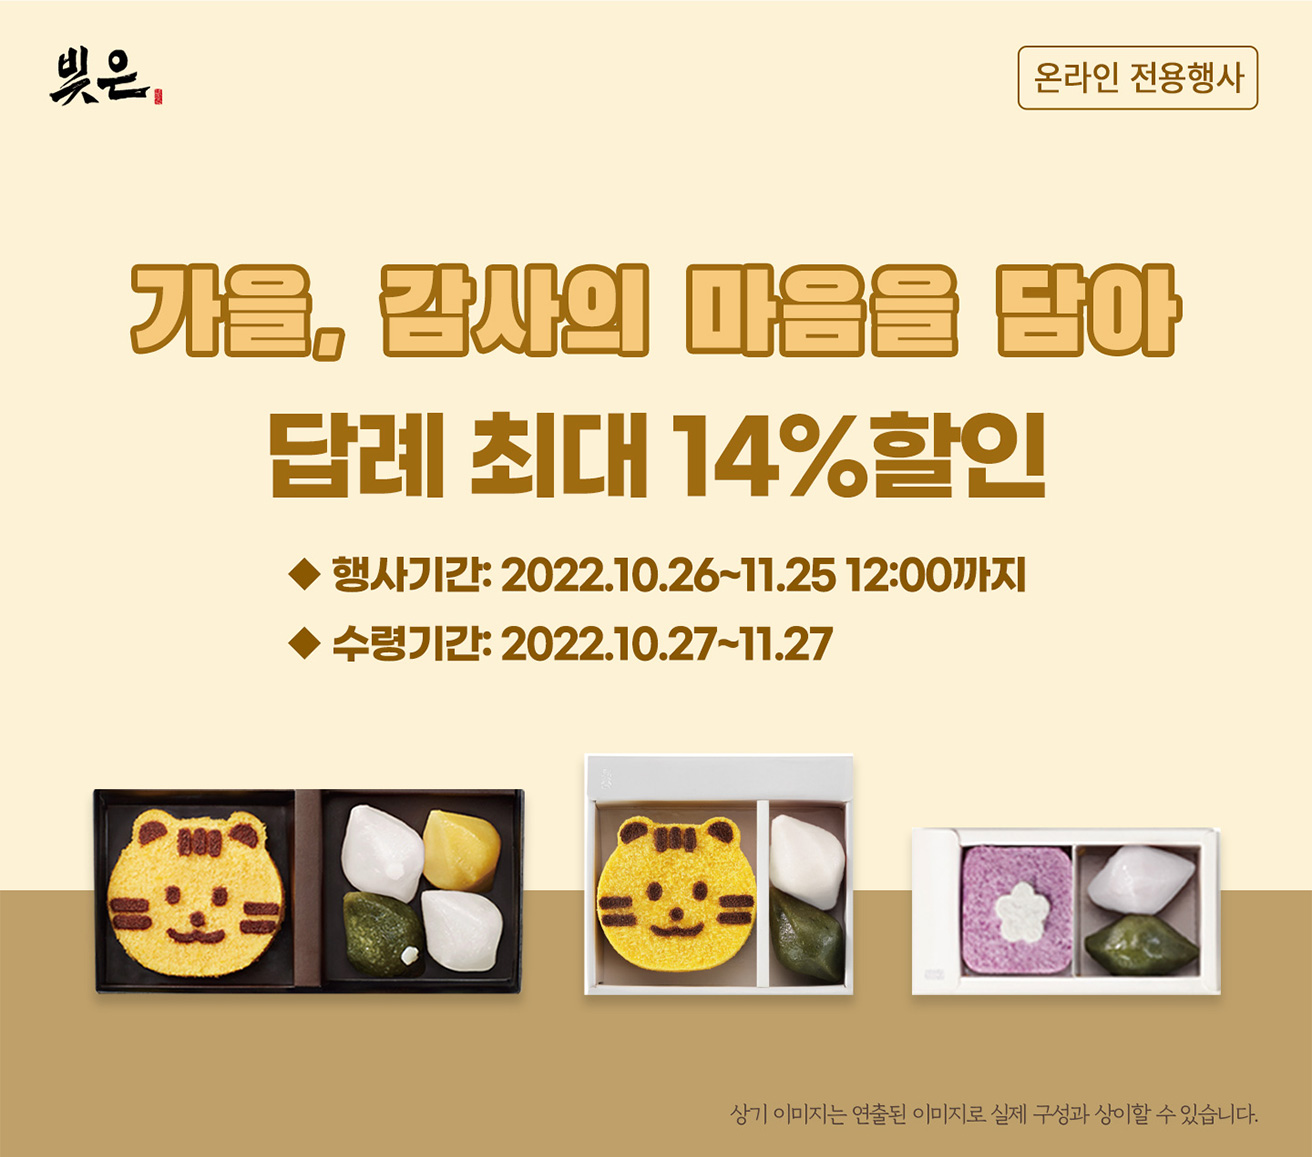 빚은
온라인 전용행사
가을, 감사의 마음을 담아
답례 최대 14%할인
◆ 행사기간: 2022.10.26~11.25 12:00까지
◆ 수령기간: 2022.10.27~11.27
상기 이미지는 연출된 이미지로 실제 구성과 상이할 수 있습니다.